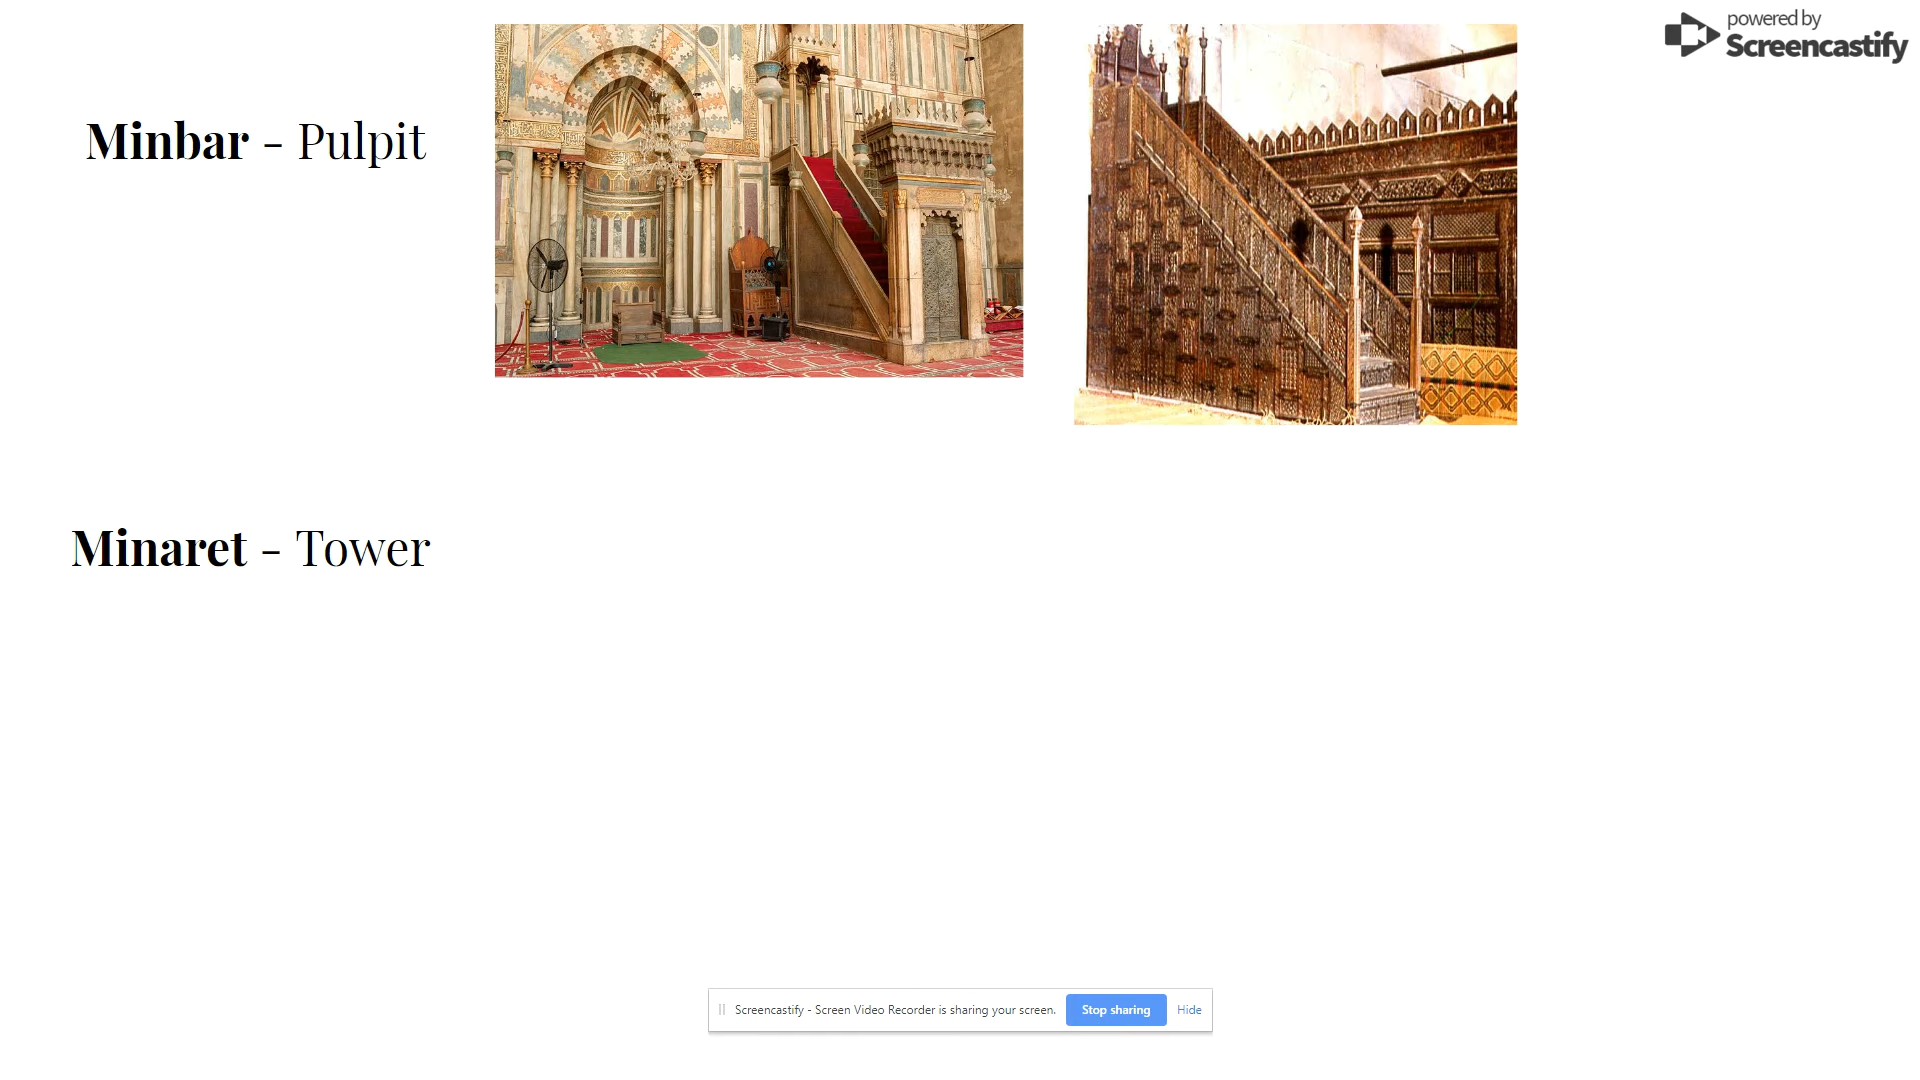 powered by
Screencastify
Minbar - Pulpit
Minaret - Tower
Screencastify - Screen Video Recorder is sharing your screen.
Stop sharing
Hide